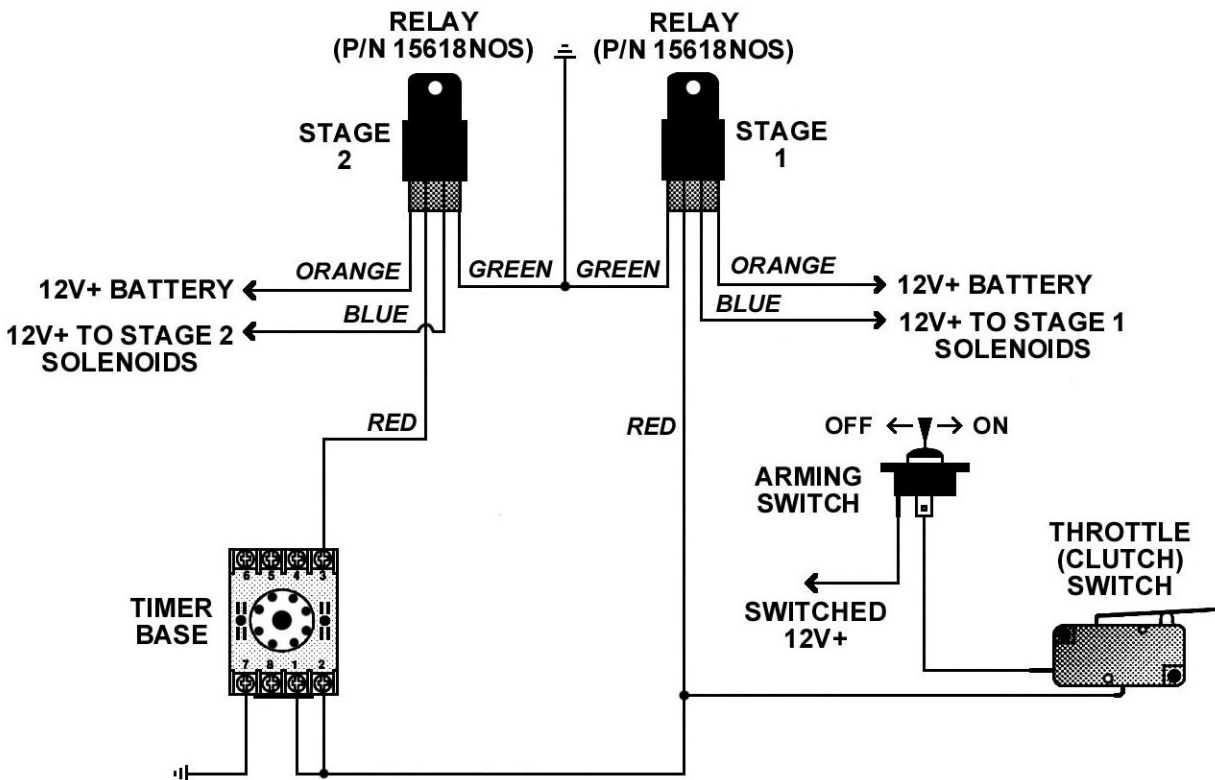 RELAY
(P/N 15618NOS)
RELAY
(P/N 15618NOS)
STAGE
2
STAGE
1
ORANGE
GREEN
GREEN
ORANGE
12V+ BATTERY
12V+ BATTERY
BLUE
BLUE
12V+ TO STAGE 2
SOLENOIDS
12V+ TO STAGE 1
SOLENOIDS
RED
RED
OFF
ON
ARMING
SWITCH
THROTTLE
(CLUTCH)
SWITCH
SWITCHED
12V+
TIMER
BASE
6 5 4 3
7 8 1 2